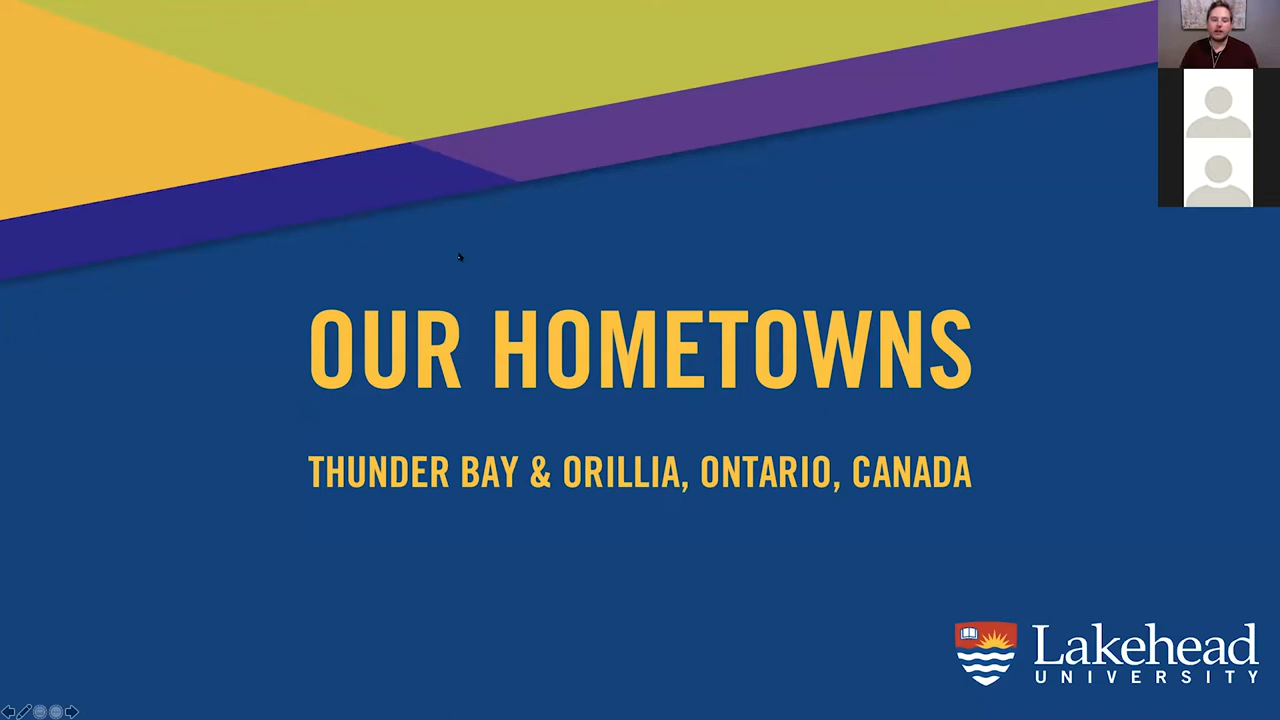 OUR HOMETOWNS
THUNDER BAY & ORILLIA, ONTARIO, CANADA
Lakehead
UNIVERSITY